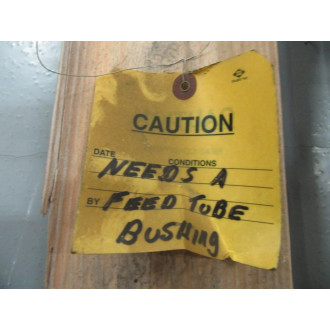 CAUTION
DATE CONDITIONS
NEEDS A
BY FEED TUBE
BUSHING